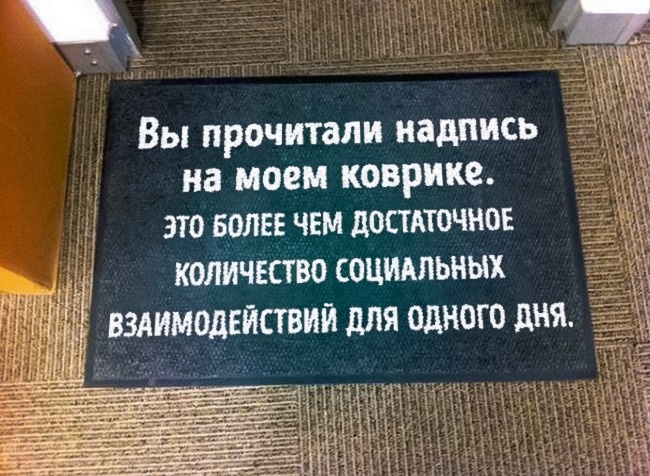 Вы прочитали надпись
на моем коврике.
ЭТО БОЛЕЕ ЧЕМ ДОСТАТОЧНОЕ
КОЛИЧЕСТВО СОЦИАЛЬНЫХ
ВЗАИМОДЕЙСТВИЙ ДЛЯ ОДНОГО ДНЯ.